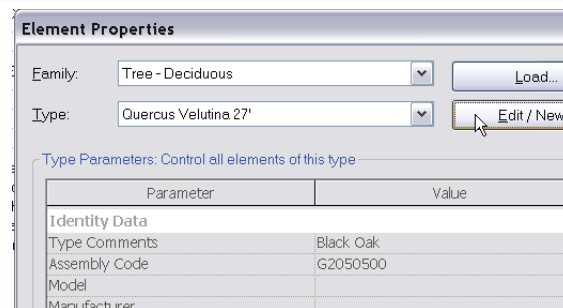 Element Properties
Family: Tree - Deciduous Load...
Type: Quercus Velutina 27' Edit / New
Type Parameters: Control all elements of this type
Parameter Value
Identity Data
Type Comments Black Oak
Assembly Code G2050500
Model
Manufacturer